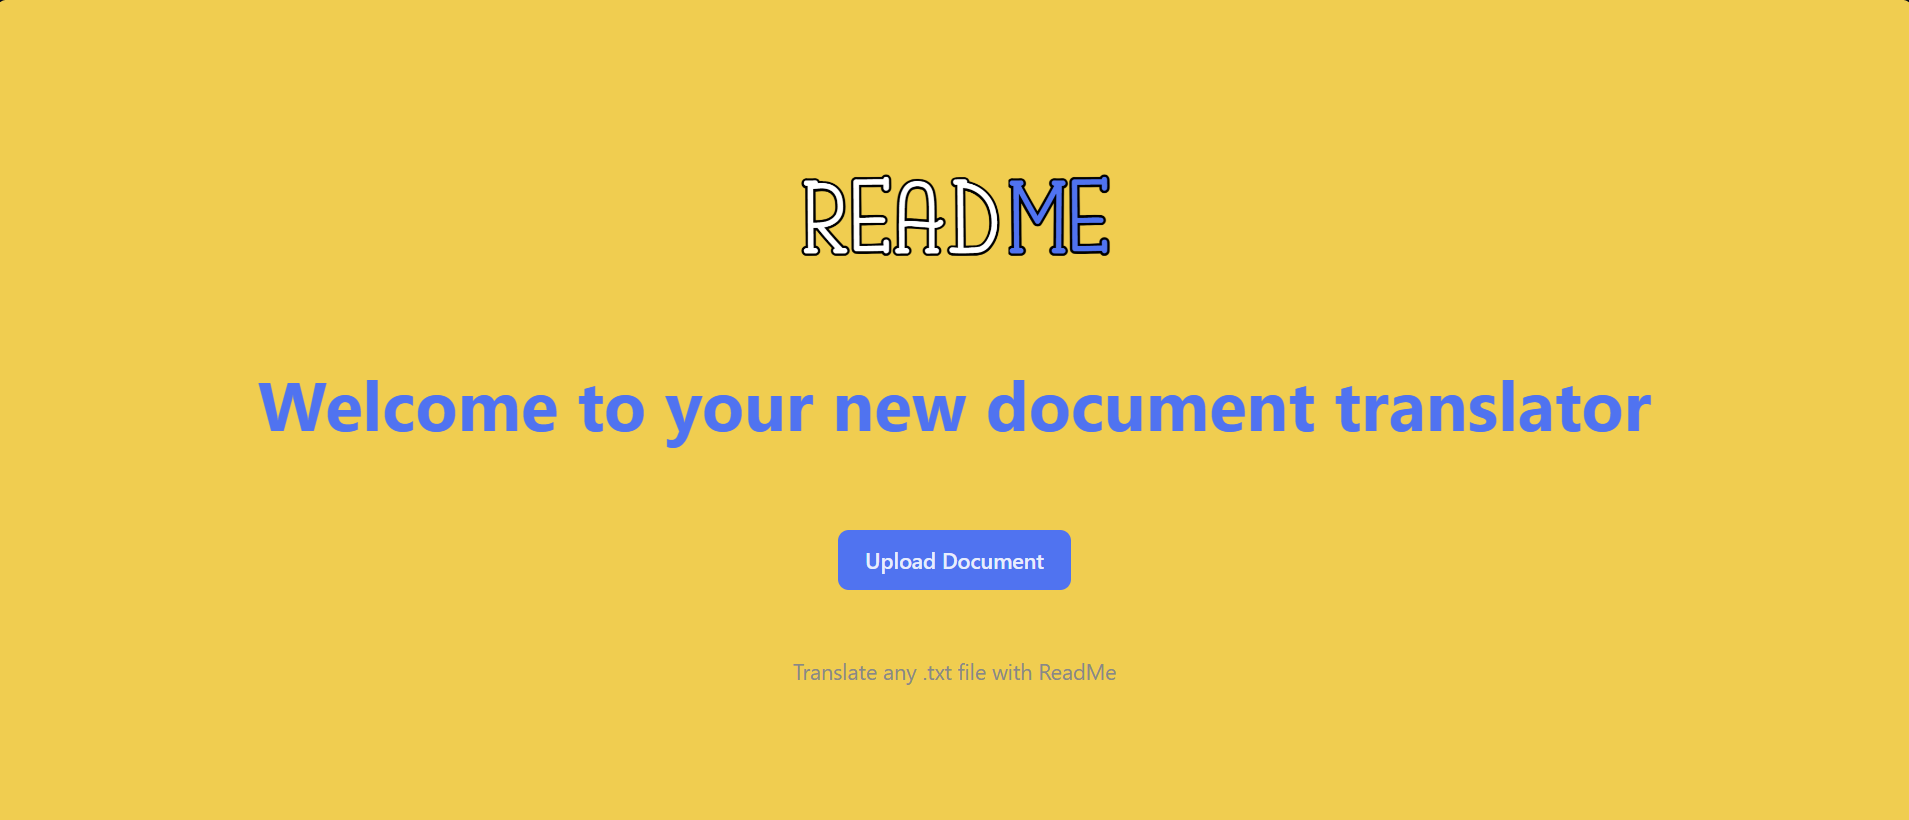 README
Welcome to your new document translator
Upload Document
Translate any .txt file with ReadMe